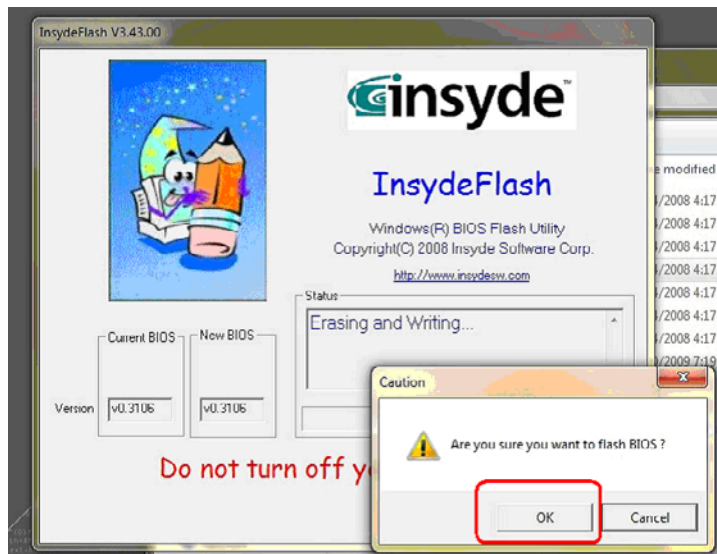 InsydeFlash V3.43.00
insyde™
InsydeFlash
Windows(R) BIOS Flash Utility
Copyright(C) 2008 Insyde Software Corp.
http://www.insydesw.com
Status
Erasing and Writing...
Current BIOS
New BIOS
Version
v0.3106
v0.3106
Do not turn off
Caution
Are you sure you want to flash BIOS ?
OK
Cancel
modified
/2008 4:17
/2008 4:17
/2008 4:17
/2008 4:17
/2008 4:17
/2008 4:17
/2008 4:17
/2009 7:19